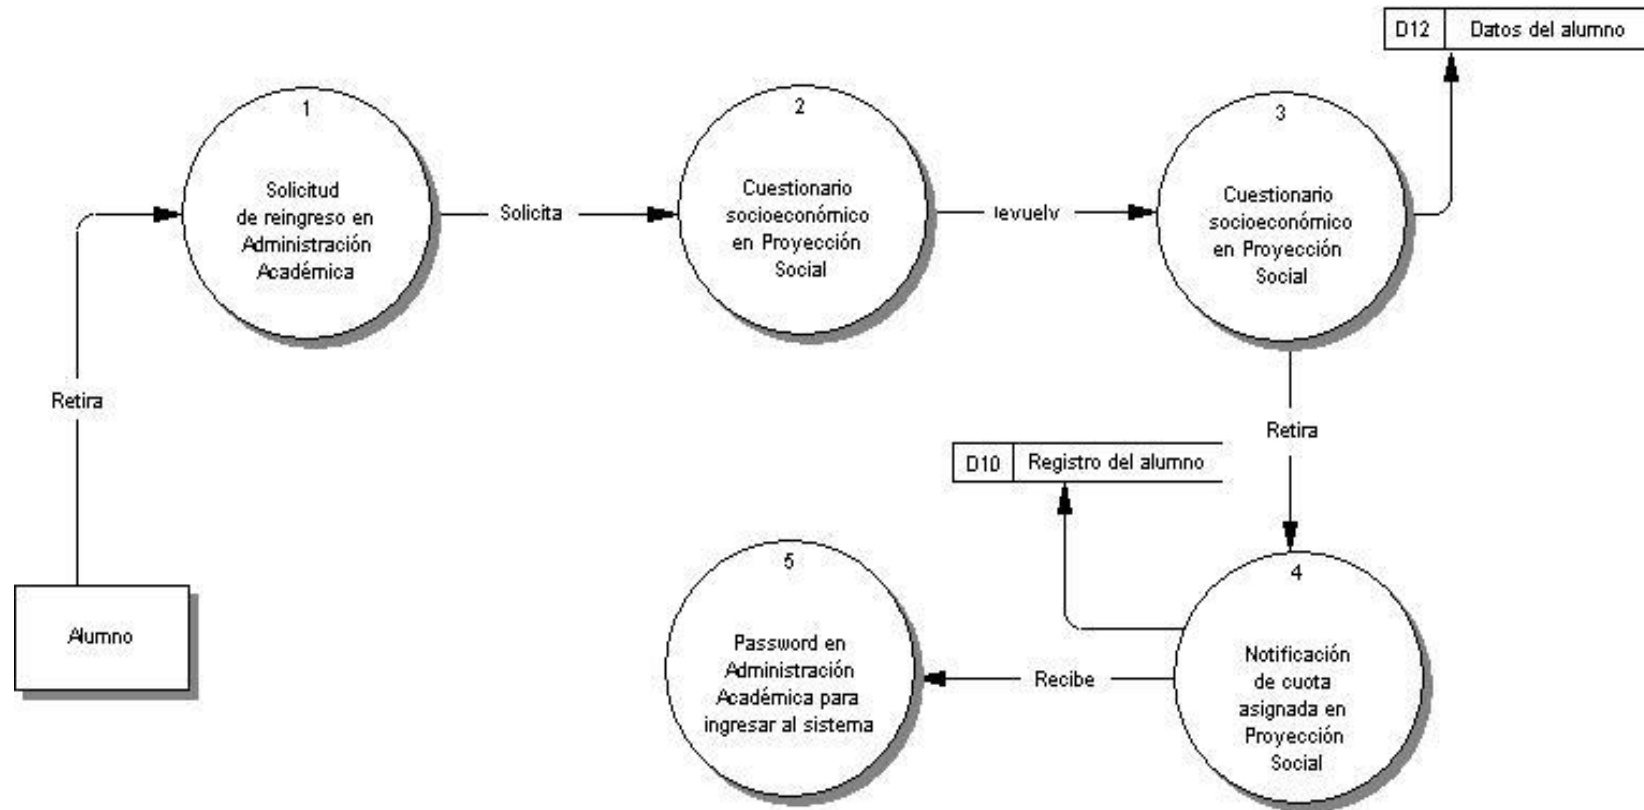 D12 Datos del alumno
1
Solicitud
de reingreso en
Administración
Académica
Solicita
2
Cuestionario
socioeconómico
en Proyección
Social
levuelv
3
Cuestionario
socioeconómico
en Proyección
Social
Retira
Retira
D10 Registro del alumno
Alumno
5
Password en
Administración
Académica para
ingresar al sistema
Recibe
4
Notificación
de cuota
asignada en
Proyección
Social